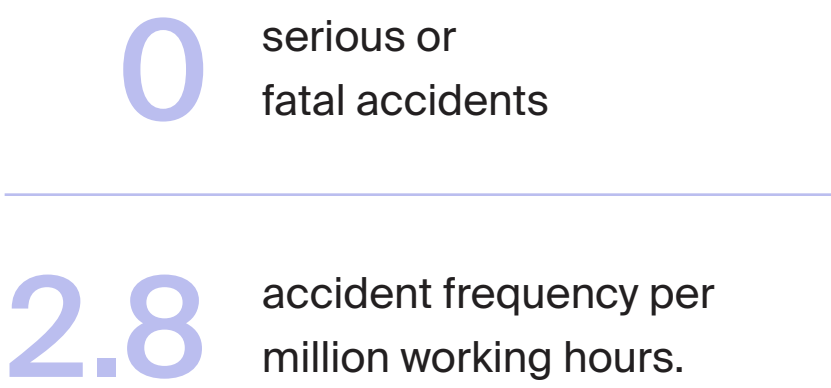 0
serious or
fatal accidents
2.8
accident frequency per
million working hours.